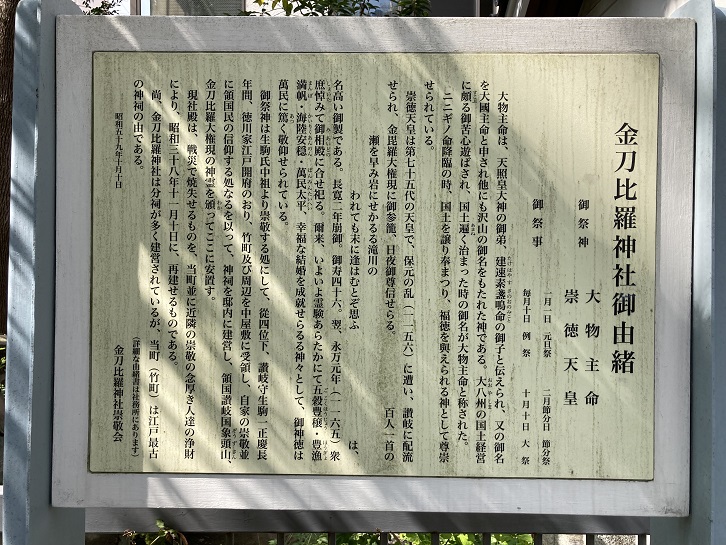 金刀比羅神社御由緒
御祭神　大物主命
崇徳天皇
御祭事　一月一日　元旦祭　二月節分日　節分祭
毎月十日　例祭　十月十日　大祭
大物主命は、天照皇大神の御弟、建速素盞嗚命の御子と伝えられ、又の御名
を大國主命と申され他にも沢山の御名をもたれた神である。大八州の国土経営
に頗る御苦心遊ばされ、国土遍く治まった時の御名が大物主命と称された。
ニニギノ命降臨の時、国土を譲り奉まつり、福徳を與えられる神として尊崇
せられている。
崇徳天皇は第七十五代の天皇で、保元の乱（一一五六）に遭い、讃岐に配流
せられ、金毘羅大権現に御参籠、日夜御尊信せらる。　百人一首の
瀬を早み岩にせかるる滝川の
われても末に逢はむとぞ思ふ　は、
名高い御製である。長寛二年崩御。御寿四十六。翌、永万元年（一一六五）衆
庶悼みて御相殿に合せ祀る。爾来、いよいよ霊験あらたかにて五穀豊穣、豊漁
満帆・海陸安穏・萬民太平、幸福な結婚を成就せらるる神々として、御神徳は
萬民に篤く敬仰せられている。
御祭神は生駒氏中祖より崇敬する処にして、從四位下、讃岐守生駒一正慶長
年間、徳川家江戸開府のおり、竹町及び周辺を中屋敷に受領し、自家の崇敬並
に領国民の信仰する処なるを以って、神祠を邸内に建営し、領国讃岐国象頭山、
金刀比羅大権現の神霊を頒ってここに安置す。
現社殿は、戦災で焼失せるものを、当町並に近隣の崇敬の念厚き人達の浄財
により、昭和三十八年十一月十日に、再建せるものである。
尚、金刀比羅神社は分祠が多く建営されているが、当町（竹町）は江戸最古
の神祠の由である。
（詳細な由緒書は社務所にあります）
昭和五十九年十月十日
金刀比羅神社崇敬会